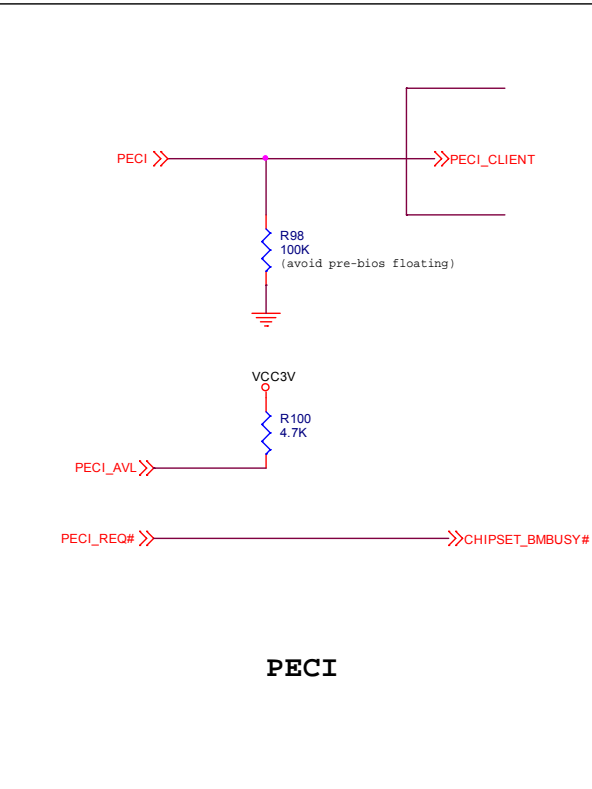 PECI
PECI_CLIENT
R98
100K
(avoid pre-bios floating)
VCC3V
R100
4.7K
PECI_AVL
PECI_REQ#
CHIPSET_BMBUSY#
PECI